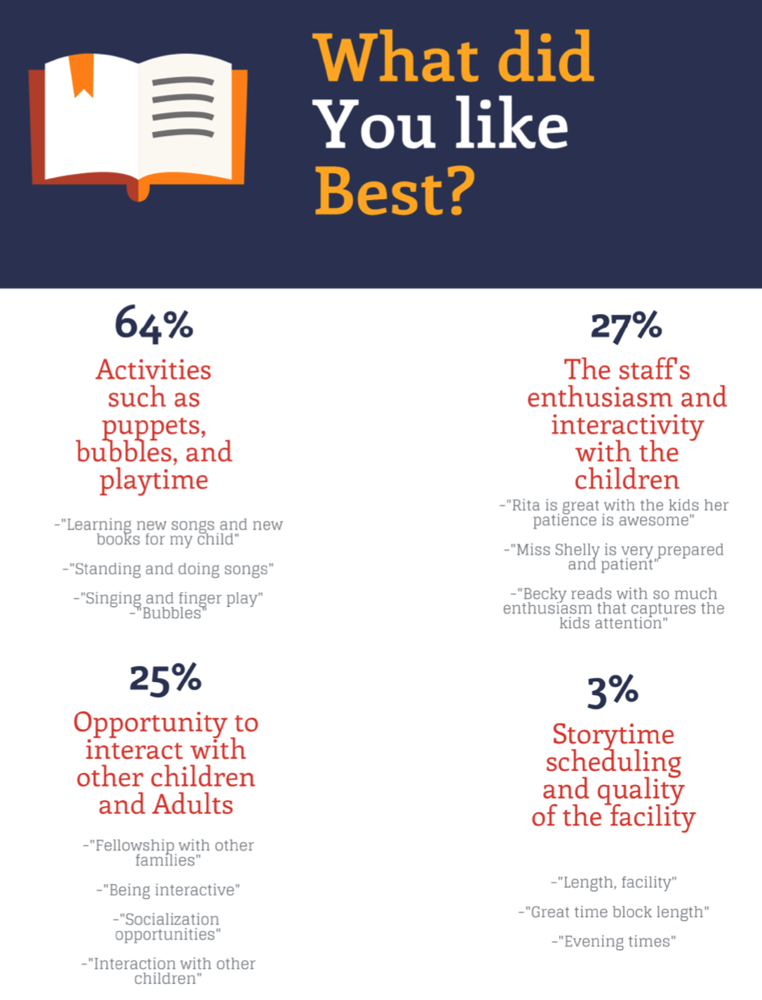 What did
You like
Best?
64%
Activities
such as
puppets,
bubbles, and
playtime
-"Learning new songs and new
books for my child"
-"Standing and doing songs"
-"Singing and finger play"
-"Bubbles"
27%
The staff's
enthusiasm and
interactivity
with the
children
-"Rita is great with the kids her
patience is awesome"
-"Miss Shelly is very prepared
and patient"
-"Becky reads with so much
enthusiasm that captures the
kids attention"
25%
Opportunity to
interact with
other children
and Adults
-"Fellowship with other
families"
-"Being interactive"
-"Socialization
opportunities"
-"Interaction with other
children"
3%
Storytime
scheduling
and quality
of the facility
-"Length, facility"
-"Great time block length"
-"Evening times"